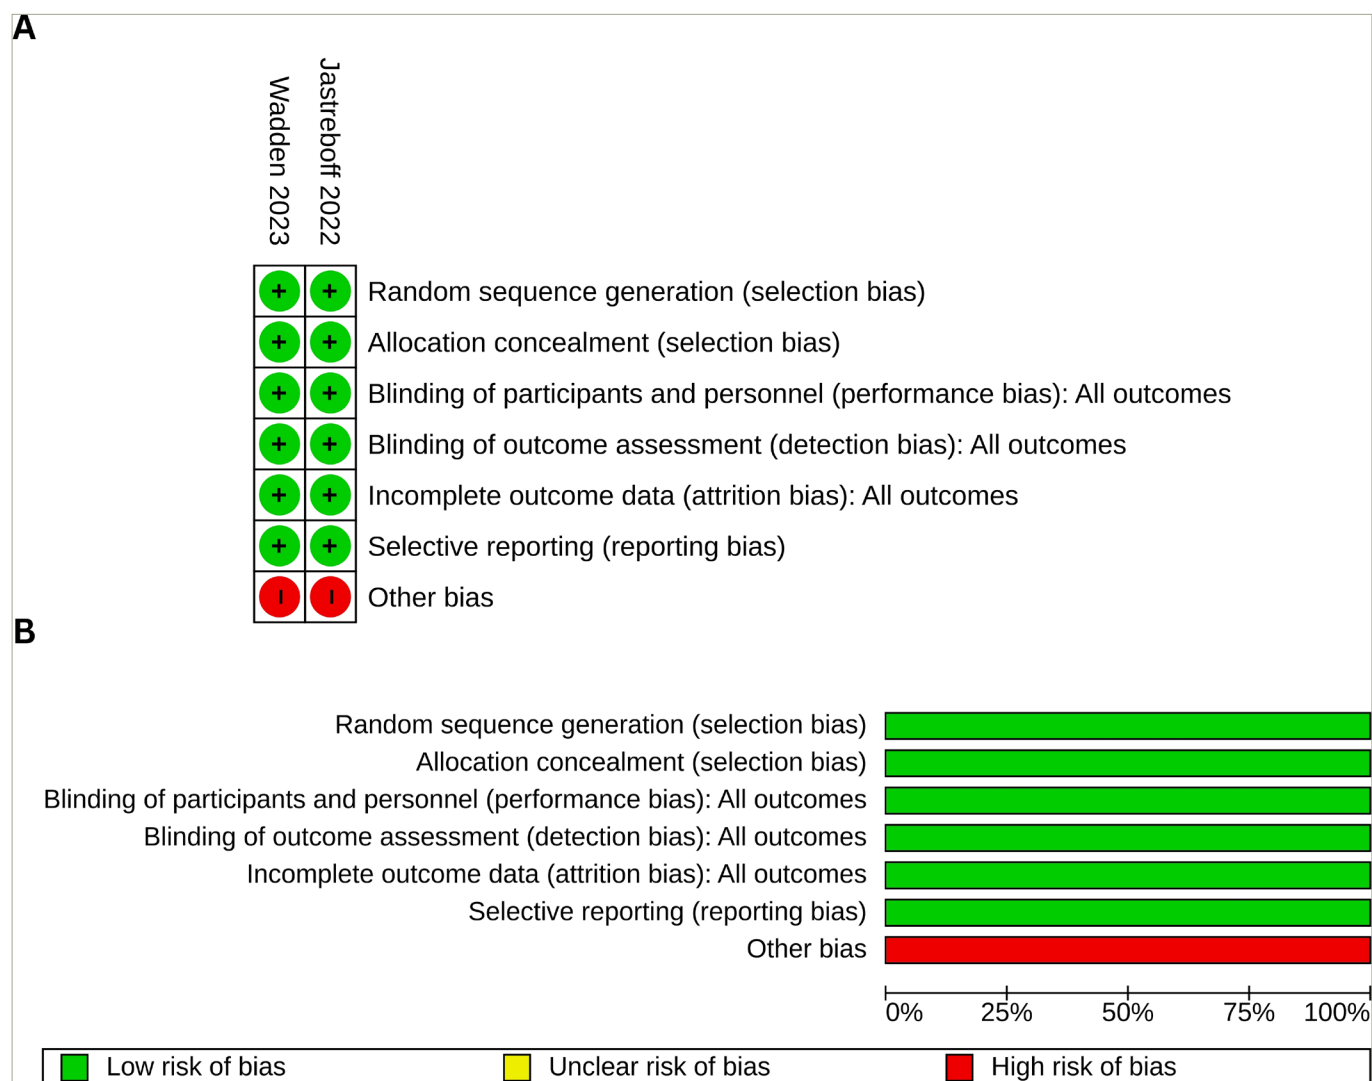 A
Wadden 2023
Jastreboff 2022
+ + Random sequence generation (selection bias)
+ + Allocation concealment (selection bias)
+ + Blinding of participants and personnel (performance bias): All outcomes
+ + Blinding of outcome assessment (detection bias): All outcomes
+ + Incomplete outcome data (attrition bias): All outcomes
+ + Selective reporting (reporting bias)
– – Other bias
B
Random sequence generation (selection bias)
Allocation concealment (selection bias)
Blinding of participants and personnel (performance bias): All outcomes
Blinding of outcome assessment (detection bias): All outcomes
Incomplete outcome data (attrition bias): All outcomes
Selective reporting (reporting bias)
Other bias
0% 25% 50% 75% 100%
Low risk of bias Unclear risk of bias High risk of bias